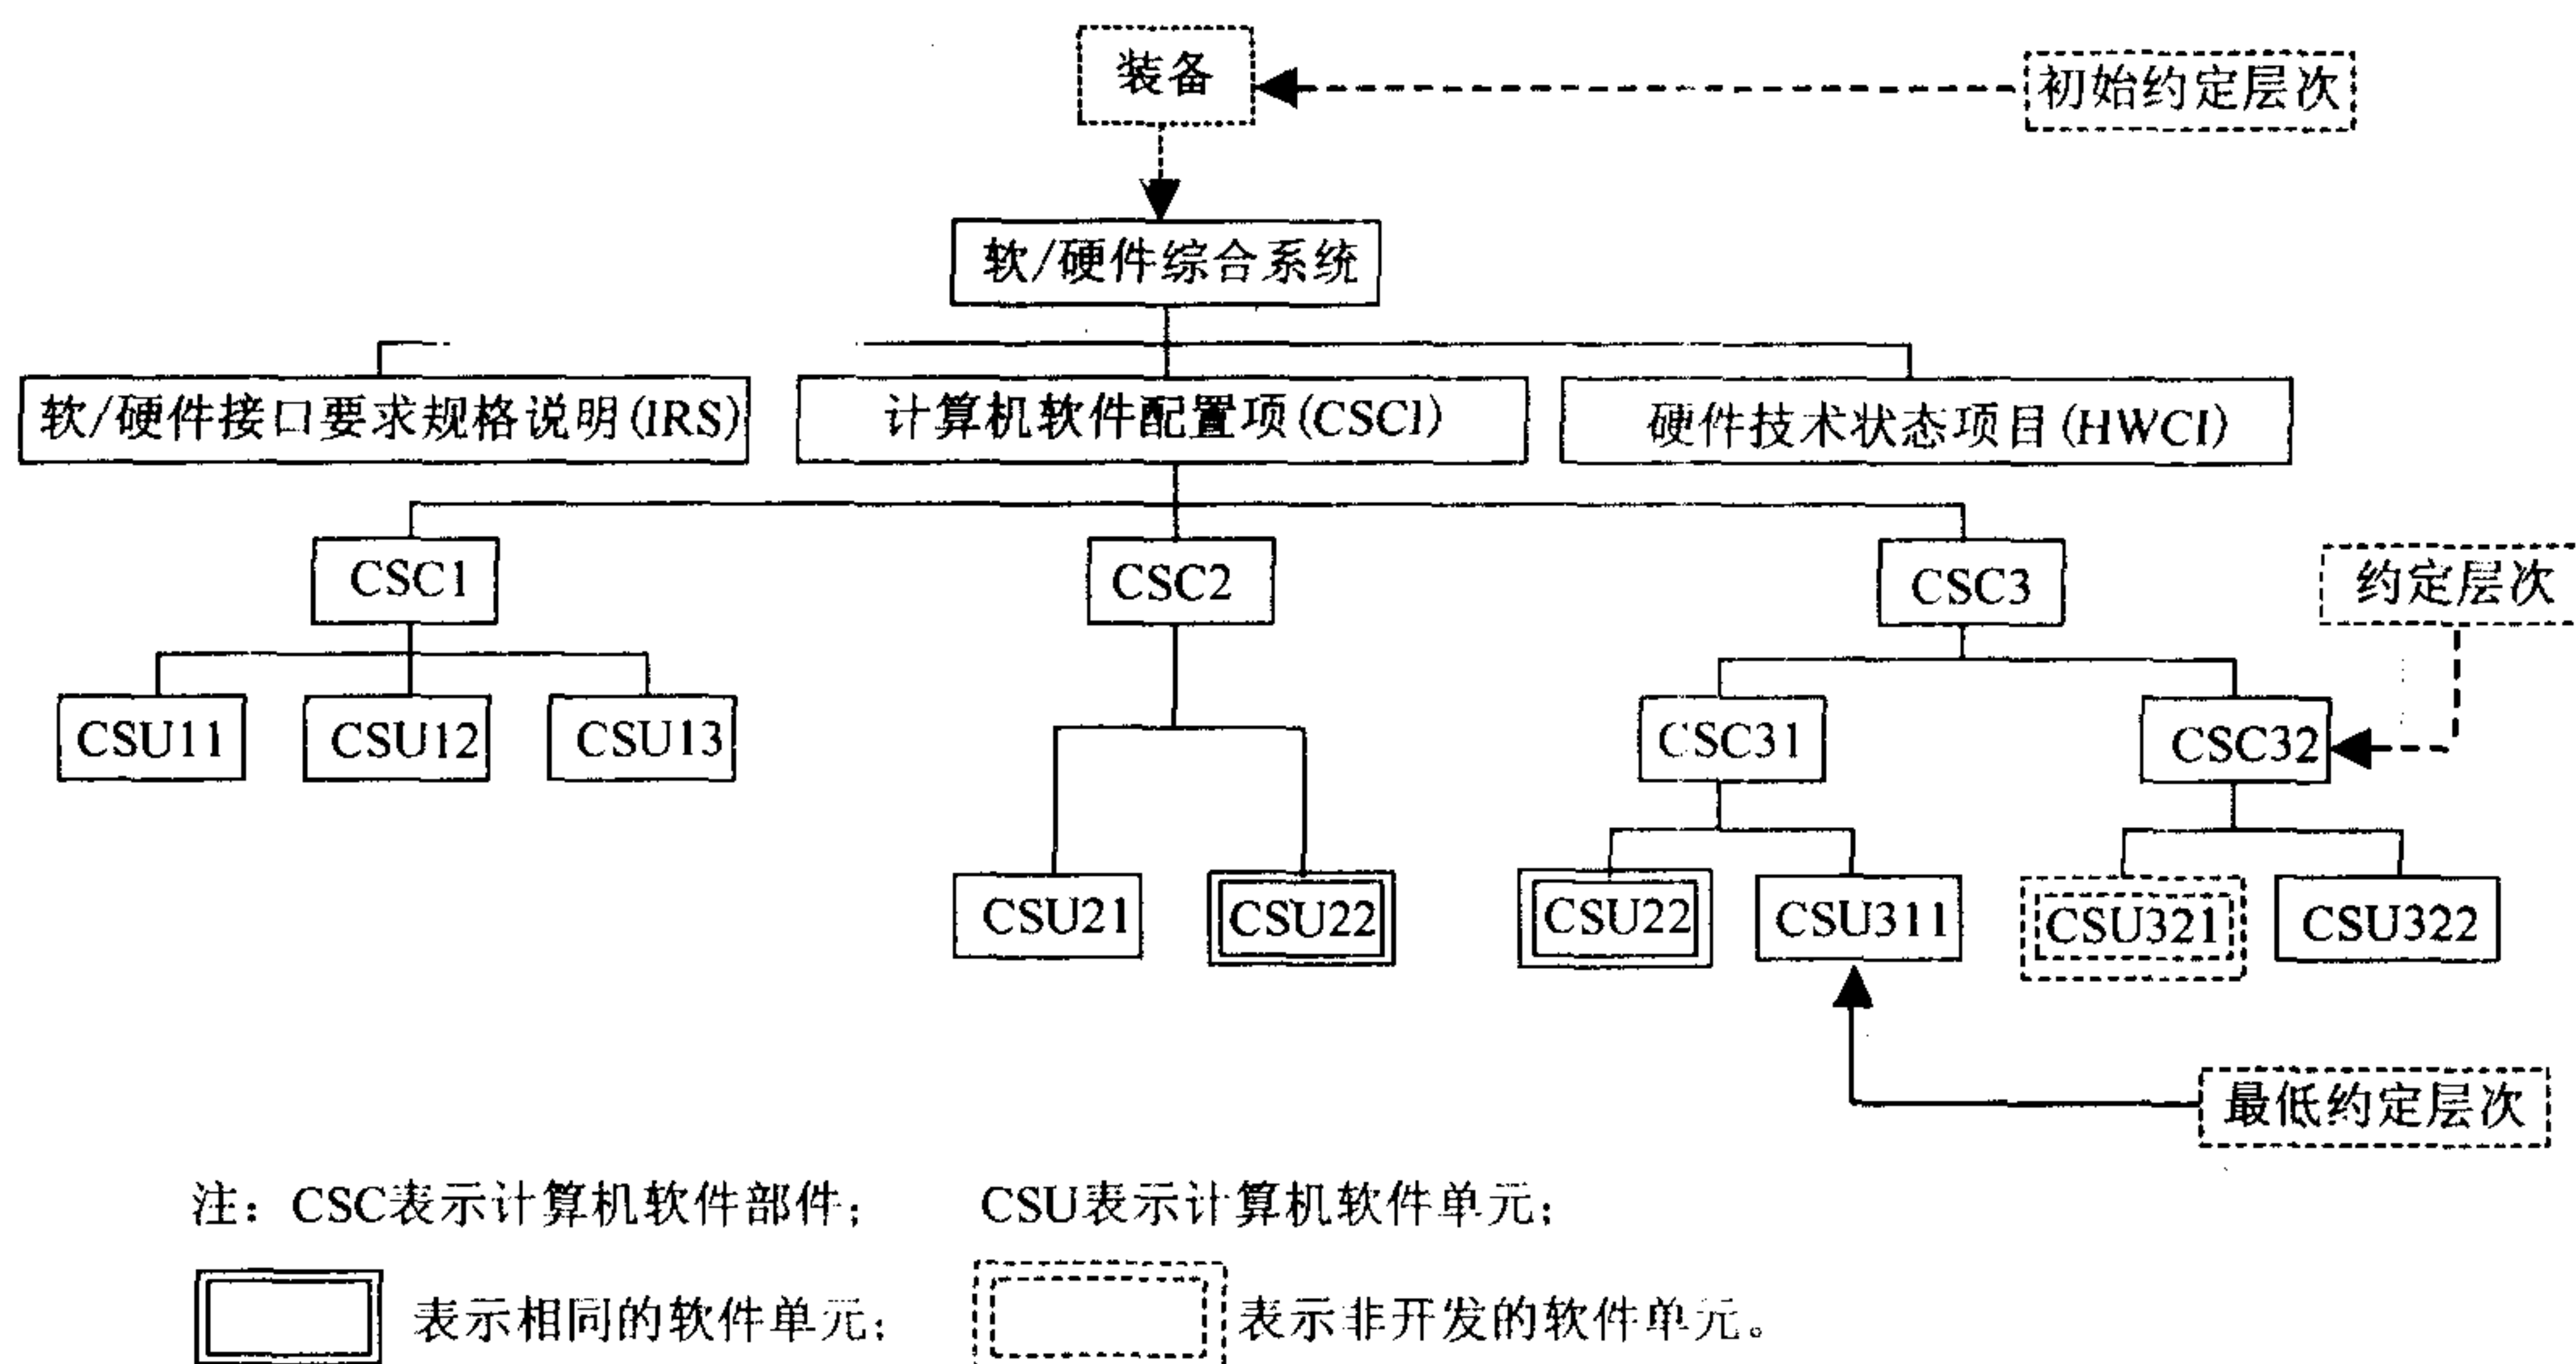 装备
初始约定层次
软/硬件综合系统
软/硬件接口要求规格说明(IRS)
计算机软件配置项(CSCI)
硬件技术状态项目(HWCI)
CSC1
CSC2
CSC3
约定层次
CSU11
CSU12
CSU13
CSC31
CSC32
CSU21
CSU22
CSU22
CSU311
CSU321
CSU322
最低约定层次
注：CSC表示计算机软件部件； CSU表示计算机软件单元；
表示相同的软件单元； 表示非开发的软件单元。